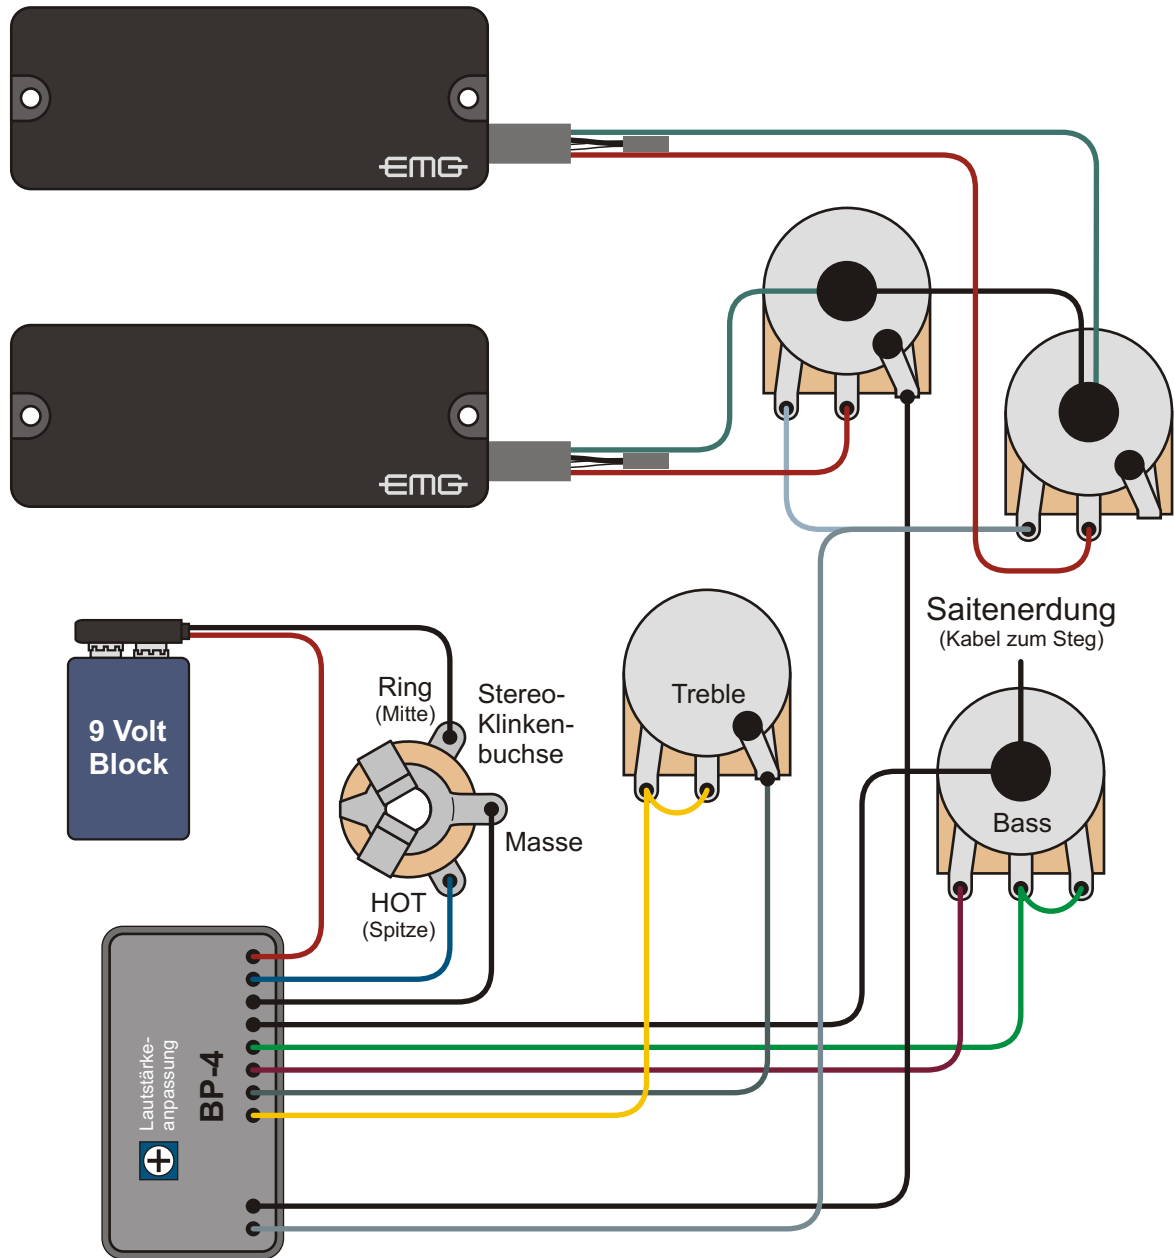 EMG
EMG
Saitenerdung
(Kabel zum Steg)
9 Volt
Block
Ring
(Mitte)
Stereo-
Klinken-
buchse
Treble
Masse
Bass
HOT
(Spitze)
Lautstärke-
anpassung
BP-4